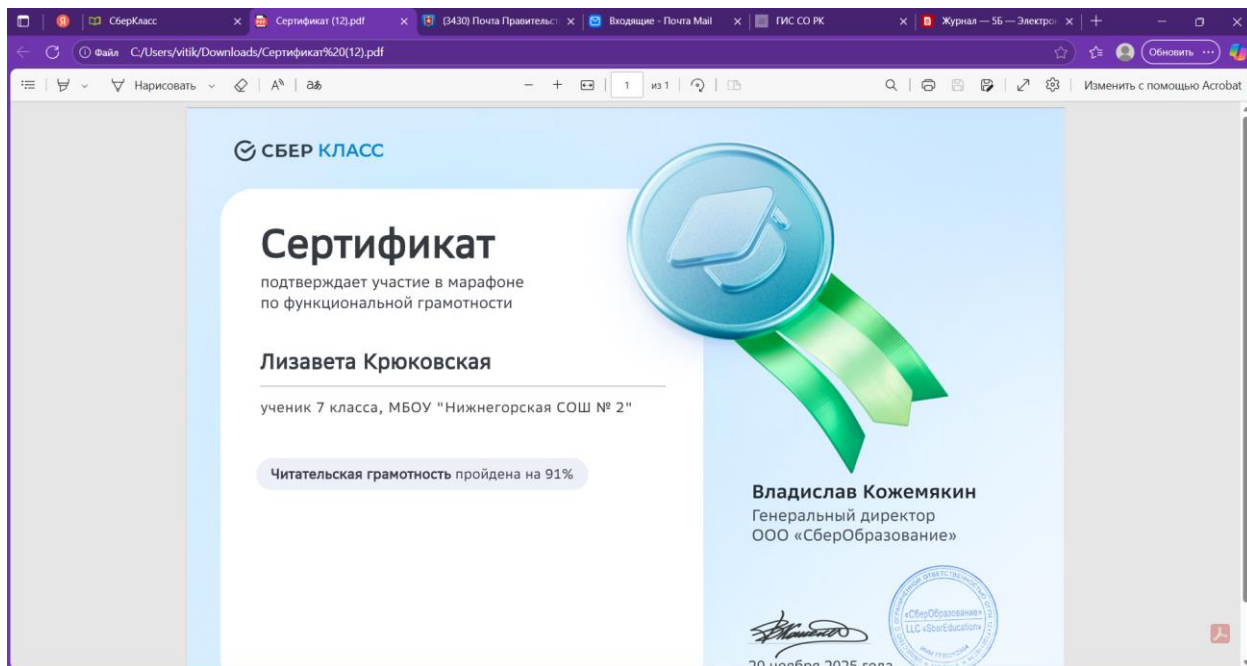 СберКласс
Сертификат (12).pdf
(3430) Почта Правительст
Входящие - Почта Mail
ГИС СО РК
Журнал — 5Б — Электрон
Файл C:/Users/vitik/Downloads/Сертификат%20(12).pdf
Обновить
Нарисовать
1 из 1
Изменить с помощью Acrobat
СБЕР КЛАСС
Сертификат
подтверждает участие в марафоне
по функциональной грамотности
Лизавета Крюковская
ученик 7 класса, МБОУ "Нижнегорская СОШ № 2"
Читательская грамотность пройдена на 91%
Владислав Кожемякин
Генеральный директор
ООО «СберОбразование»
«СберОбразование»
LLC «SberEducation»
20 ноября 2025 года